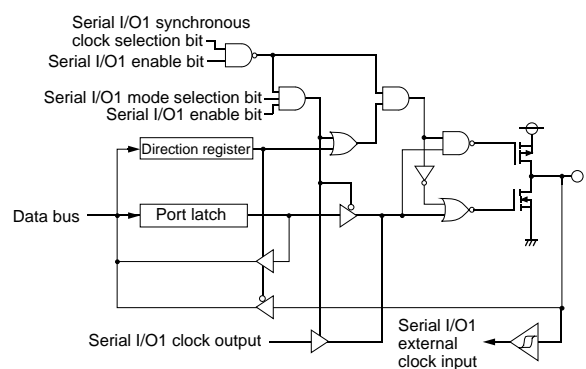 Serial I/O1 synchronous
clock selection bit
Serial I/O1 enable bit
Serial I/O1 mode selection bit
Serial I/O1 enable bit
Direction register
Data bus
Port latch
Serial I/O1 clock output
Serial I/O1
external
clock input